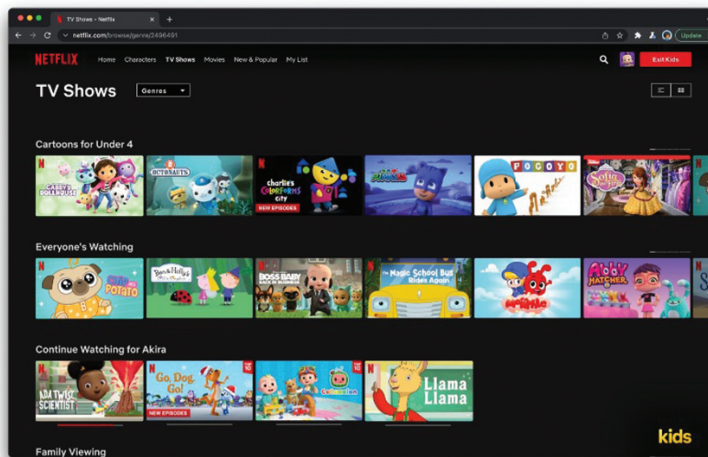 TV Shows - Netflix
netflix.com/browse/genre/2496491
Update
NETFLIX Home Characters TV Shows Movies New & Popular My List Exit Kids
TV Shows Genres
Cartoons for Under 4
GABBY'S DOLLHOUSE
OCTONAUTS
charlie's COLORFORMS city
NEW EPISODES
PJ MASKS
POCOYO
Sofia the First
Everyone's Watching
CHIP AND POTATO
Ben & Holly's
BOSS BABY
BACK IN BUSINESS
The Magic School Bus
Rides Again
morphle
ABBY HATCHER
Continue Watching for Akira
ADA TWIST, SCIENTIST
Go, Dog. Go!
NEW EPISODES
TOP 10
Cocomelon
TOP 10
Llama Llama
Family Viewing
kids